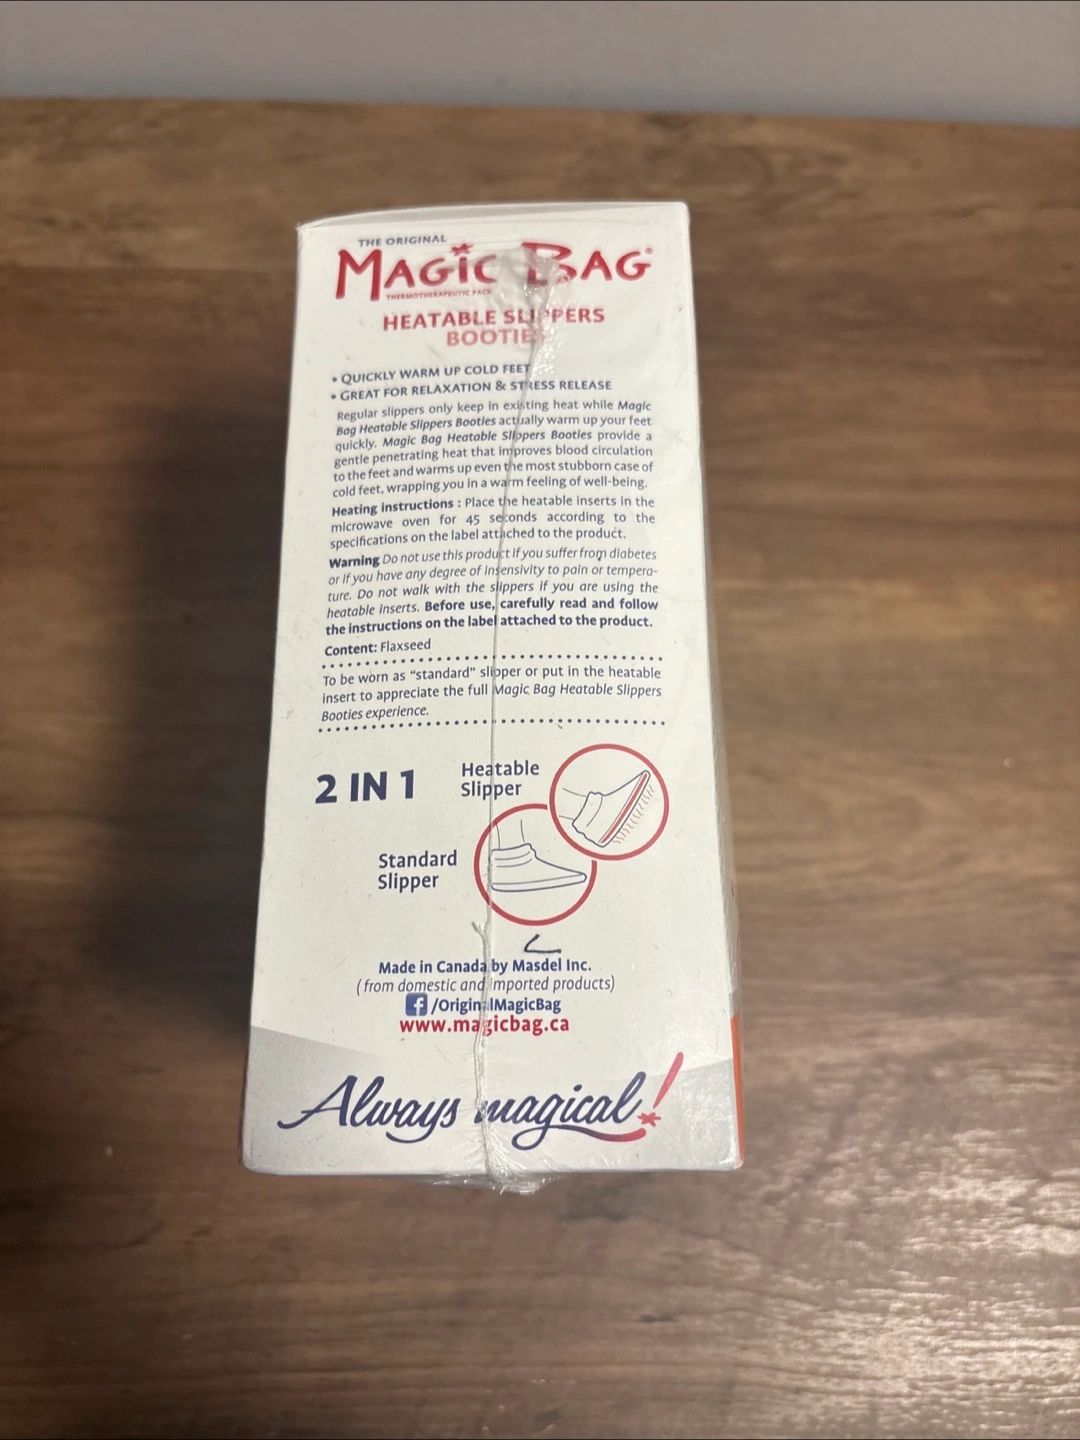 THE ORIGINAL
MAGIC BAG®
THERMOTHERAPEUTIC PACK
HEATABLE SLIPPERS
BOOTIES
• QUICKLY WARM UP COLD FEET
• GREAT FOR RELAXATION & STRESS RELEASE
Regular slippers only keep in existing heat while Magic
Bag Heatable Slippers Booties actually warm up your feet
quickly. Magic Bag Heatable Slippers Booties provide a
gentle penetrating heat that improves blood circulation
to the feet and warms up even the most stubborn case of
cold feet, wrapping you in a warm feeling of well-being.
Heating instructions : Place the heatable inserts in the
microwave oven for 45 seconds according to the
specifications on the label attached to the product.
Warning Do not use this product if you suffer from diabetes
or if you have any degree of insensivity to pain or tempera-
ture. Do not walk with the slippers if you are using the
heatable inserts. Before use, carefully read and follow
the instructions on the label attached to the product.
Content: Flaxseed
To be worn as “standard” slipper or put in the heatable
insert to appreciate the full Magic Bag Heatable Slippers
Booties experience.
2 IN 1
Heatable
Slipper
Standard
Slipper
Made in Canada by Masdel Inc.
(from domestic and imported products)
f /OriginalMagicBag
www.magicbag.ca
Always magical!